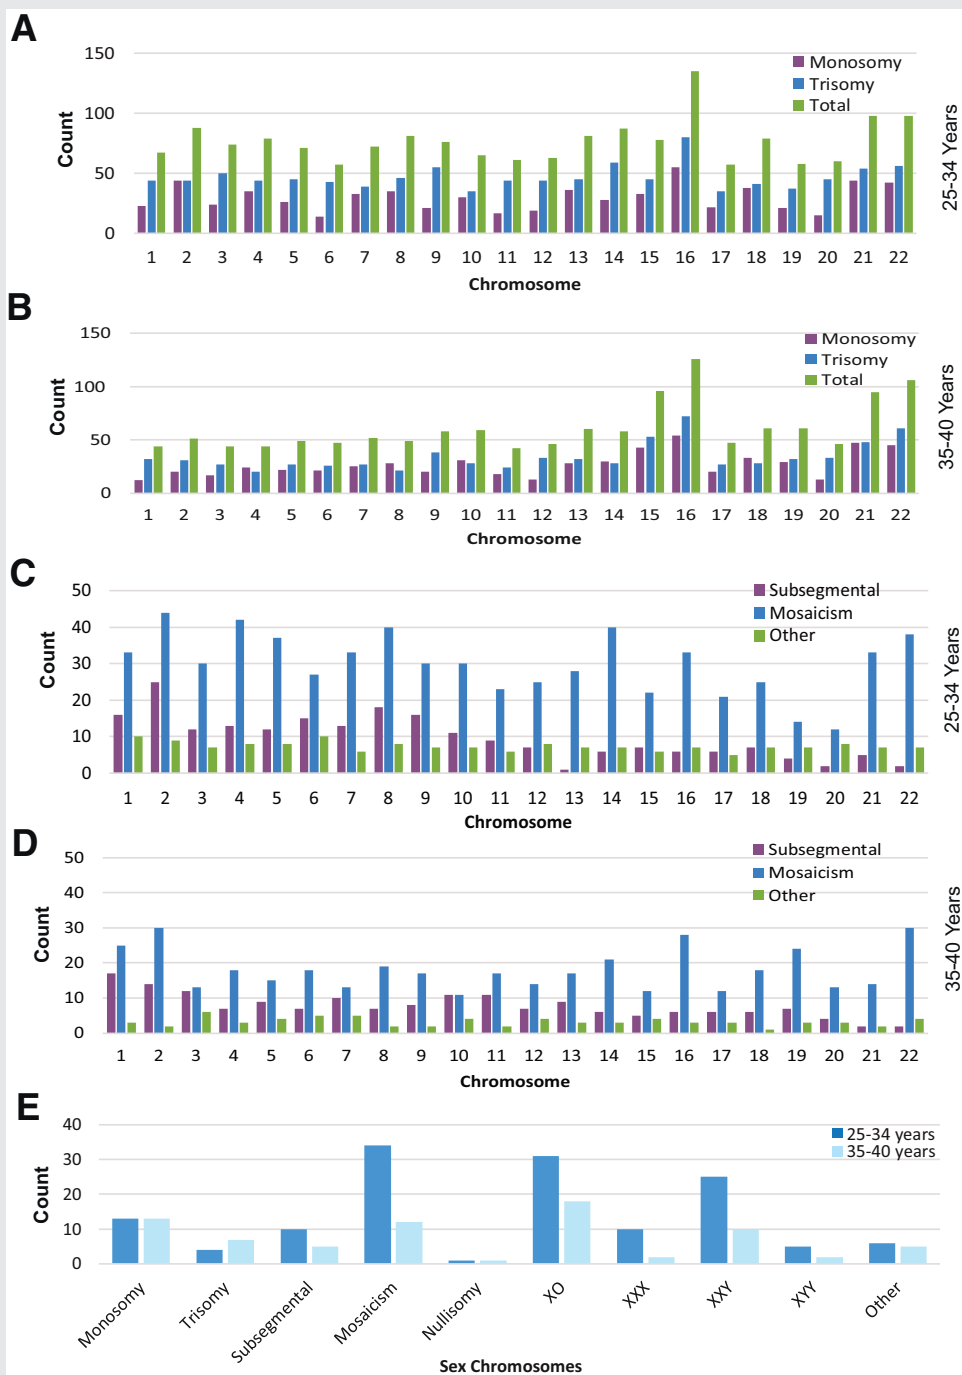 A
150
100
50
0
Count
Monosomy
Trisomy
Total
25-34 Years
1 2 3 4 5 6 7 8 9 10 11 12 13 14 15 16 17 18 19 20 21 22
Chromosome
B
150
100
50
0
Count
Monosomy
Trisomy
Total
35-40 Years
1 2 3 4 5 6 7 8 9 10 11 12 13 14 15 16 17 18 19 20 21 22
Chromosome
C
50
40
30
20
10
0
Count
Subsegmental
Mosaicism
Other
25-34 Years
1 2 3 4 5 6 7 8 9 10 11 12 13 14 15 16 17 18 19 20 21 22
Chromosome
D
50
40
30
20
10
0
Count
Subsegmental
Mosaicism
Other
35-40 Years
1 2 3 4 5 6 7 8 9 10 11 12 13 14 15 16 17 18 19 20 21 22
Chromosome
E
40
30
20
10
0
Count
25-34 years
35-40 years
Monosomy
Trisomy
Subsegmental
Mosaicism
Nullisomy
XO
XXX
XXY
XYY
Other
Sex Chromosomes